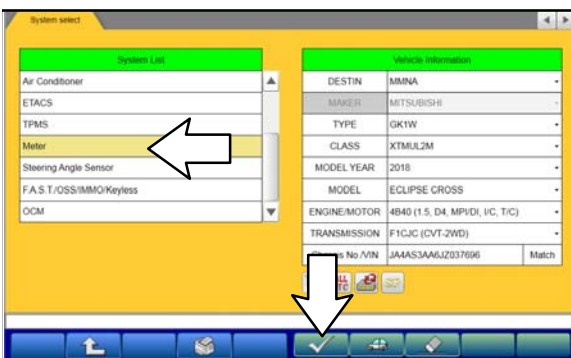 System select
System List
Air Conditioner
ETACS
TPMS
Meter
Steering Angle Sensor
F.A.S.T./OSS/IMMO/Keyless
OCM
Vehicle Information
DESTIN MMNA
MAKER MITSUBISHI
TYPE GK1W
CLASS XTMUL2M
MODEL YEAR 2018
MODEL ECLIPSE CROSS
ENGINE/MOTOR 4B40 (1.5, D4, MPI/DI, I/C, T/C)
TRANSMISSION F1CJC (CVT-2WD)
No./VIN JA4AS3AA6JZ037696 Match